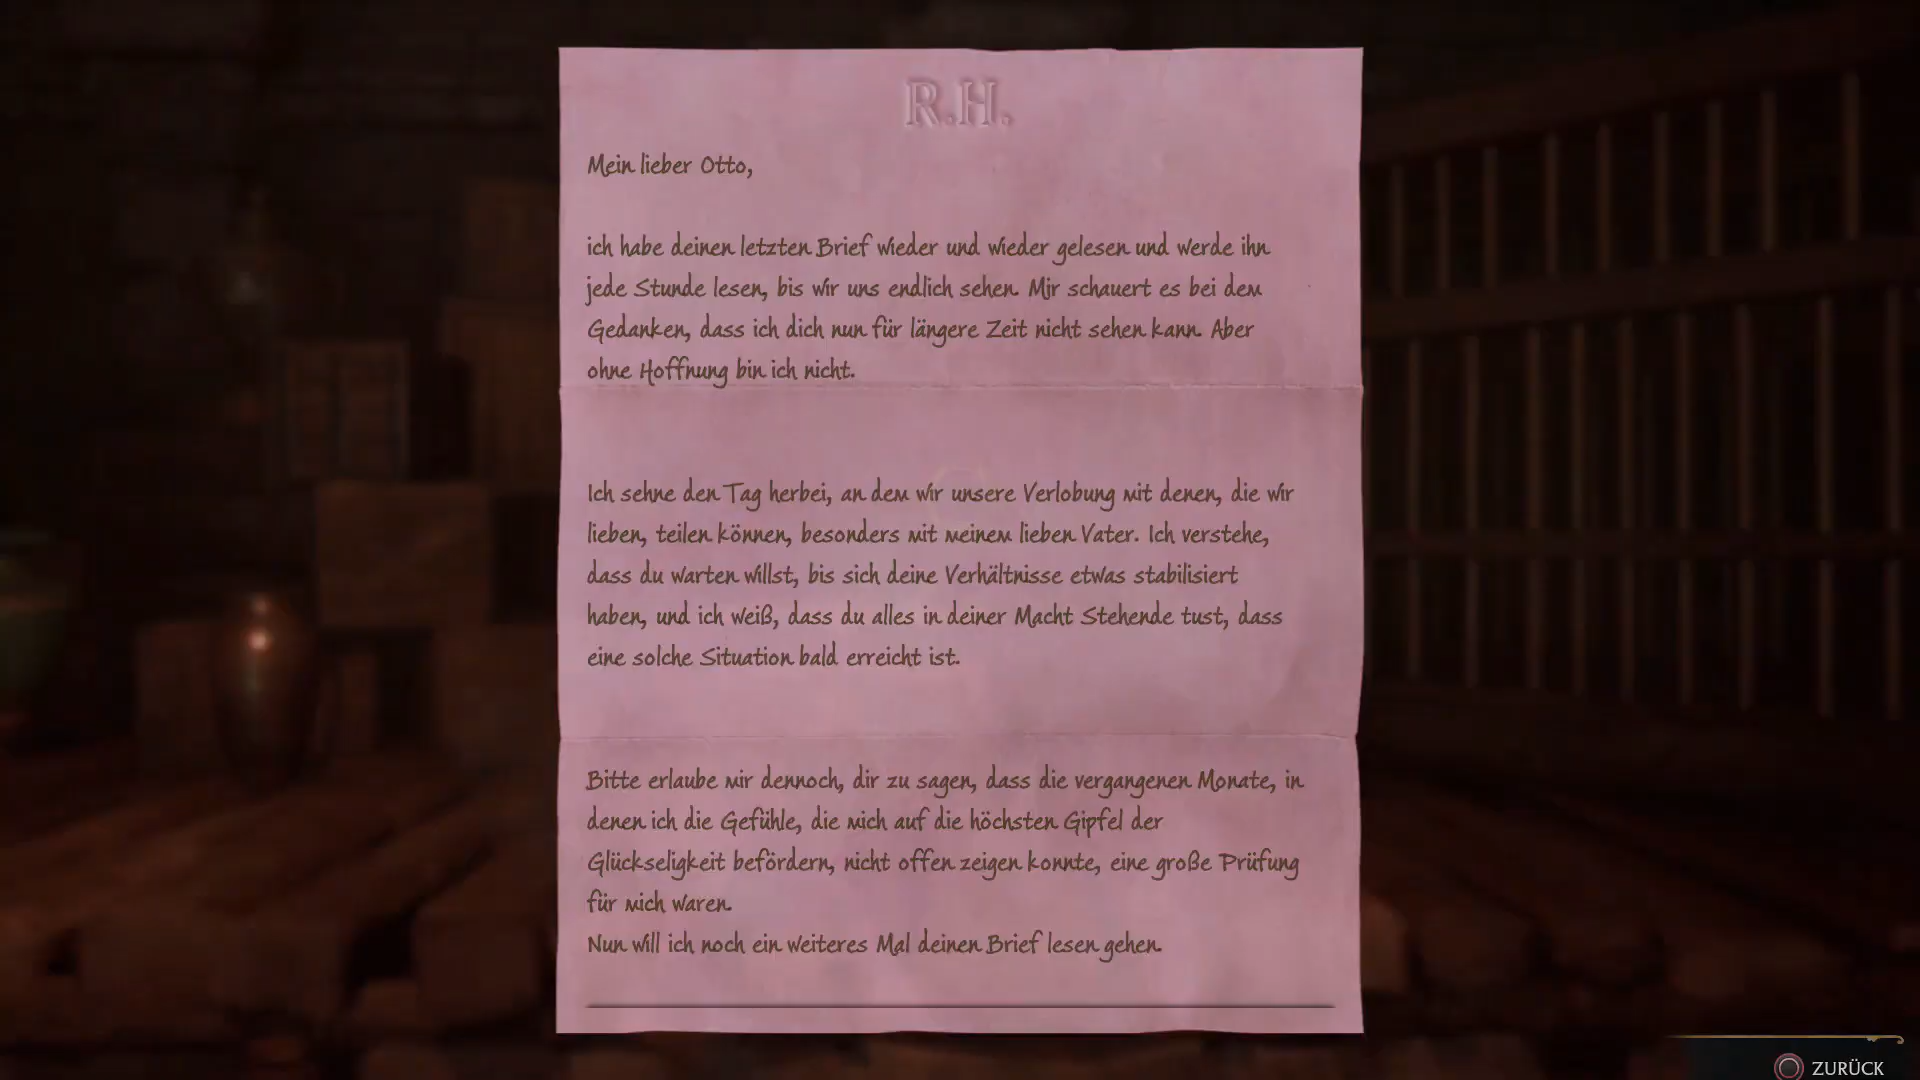 R.H.
Mein lieber Otto,
ich habe deinen letzten Brief wieder und wieder gelesen und werde ihn
jede Stunde lesen, bis wir uns endlich sehen. Mir schauert es bei dem
Gedanken, dass ich dich nun für längere Zeit nicht sehen kann. Aber
ohne Hoffnung bin ich nicht.
Ich sehne den Tag herbei, an dem wir unsere Verlobung mit denen, die wir
lieben, teilen können, besonders mit meinem lieben Vater. Ich verstehe,
dass du warten willst, bis sich deine Verhältnisse etwas stabilisiert
haben, und ich weiß, dass du alles in deiner Macht Stehende tust, dass
eine solche Situation bald erreicht ist.
Bitte erlaube mir dennoch, dir zu sagen, dass die vergangenen Monate, in
denen ich die Gefühle, die mich auf die höchsten Gipfel der
Glückseligkeit befördern, nicht offen zeigen konnte, eine große Prüfung
für mich waren.
Nun will ich noch ein weiteres Mal deinen Brief lesen gehen.
ZURÜCK